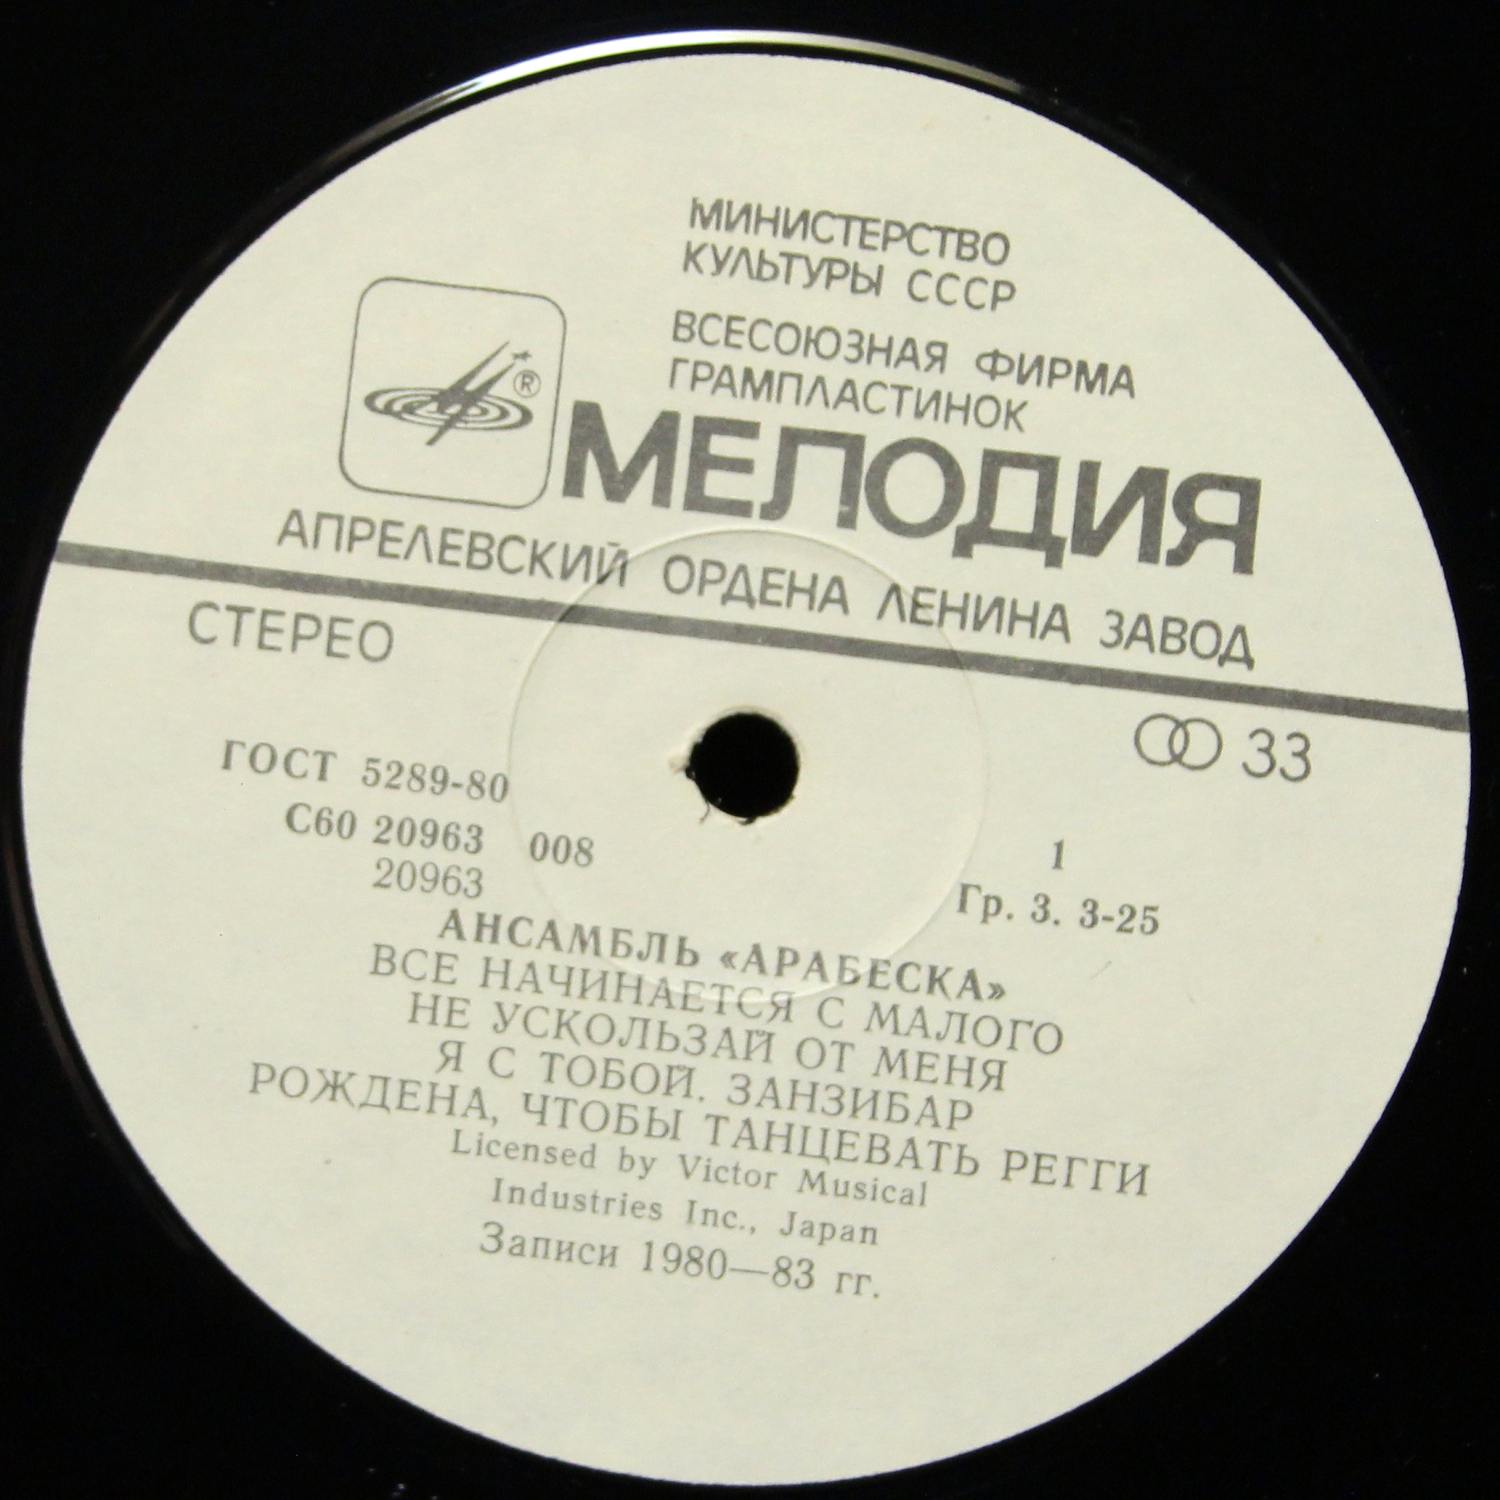 МИНИСТЕРСТВО
КУЛЬТУРЫ СССР
ВСЕСОЮЗНАЯ ФИРМА
ГРАМПЛАСТИНОК
®
МЕЛОДИЯ
АПРЕЛЕВСКИЙ ОРДЕНА ЛЕНИНА ЗАВОД
СТЕРЕО
33
ГОСТ 5289-80
С60 20963 008
1
20963
Гр. 3. 3-25
АНСАМБЛЬ «АРАБЕСКА»
ВСЕ НАЧИНАЕТСЯ С МАЛОГО
НЕ УСКОЛЬЗАЙ ОТ МЕНЯ
Я С ТОБОЙ. ЗАНЗИБАР
РОЖДЕНА, ЧТОБЫ ТАНЦЕВАТЬ РЕГГИ
Licensed by Victor Musical
Industries Inc., Japan
Записи 1980—83 гг.